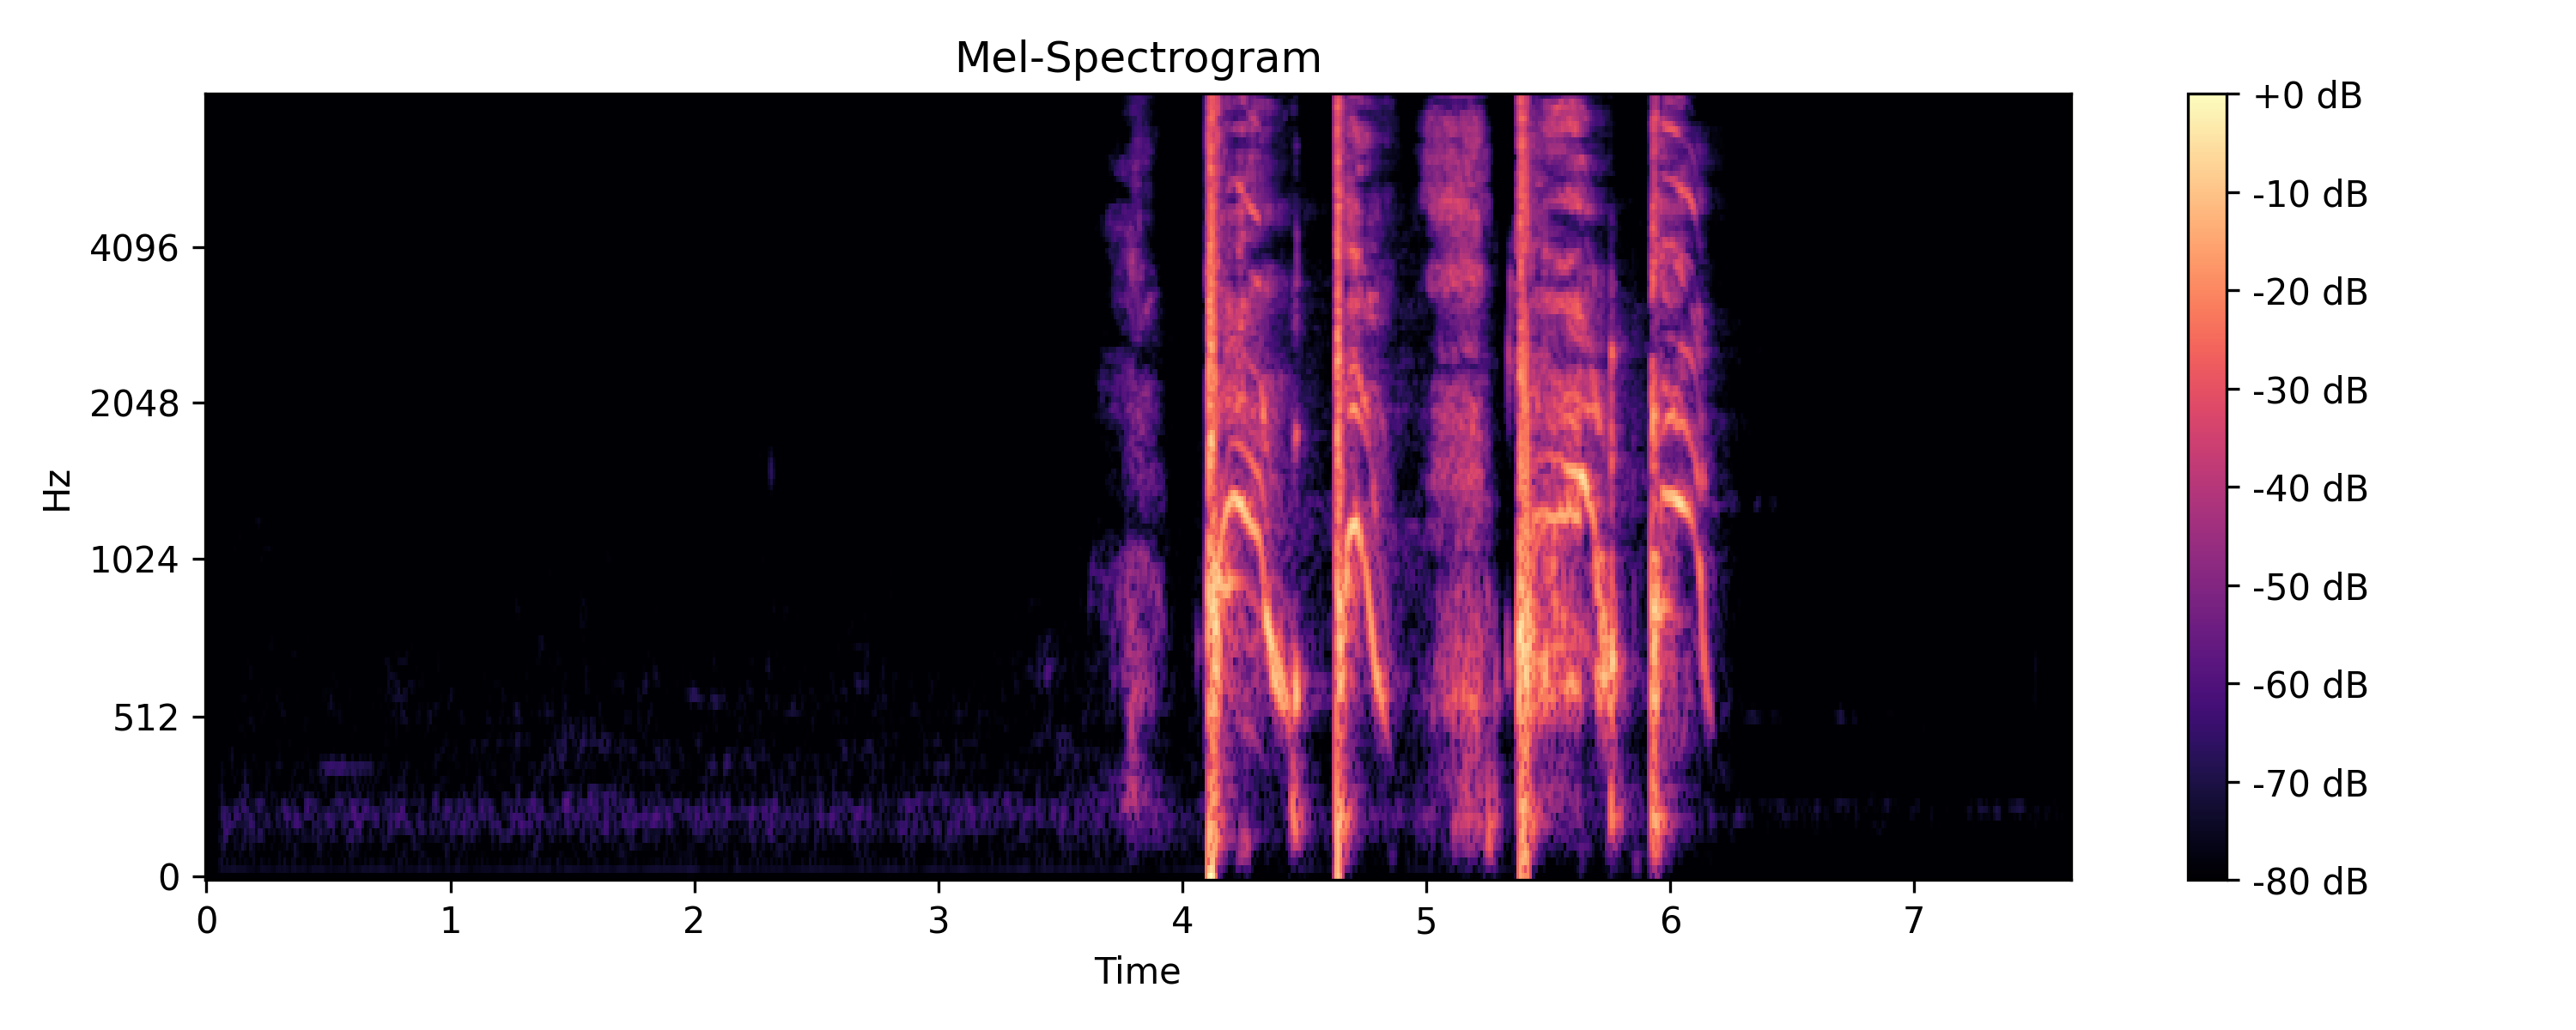 Mel-Spectrogram
+0 dB
4096
-10 dB
-20 dB
2048
-30 dB
Hz
-40 dB
1024
-50 dB
512
-60 dB
-70 dB
0
-80 dB
0 1 2 3 4 5 6 7
Time